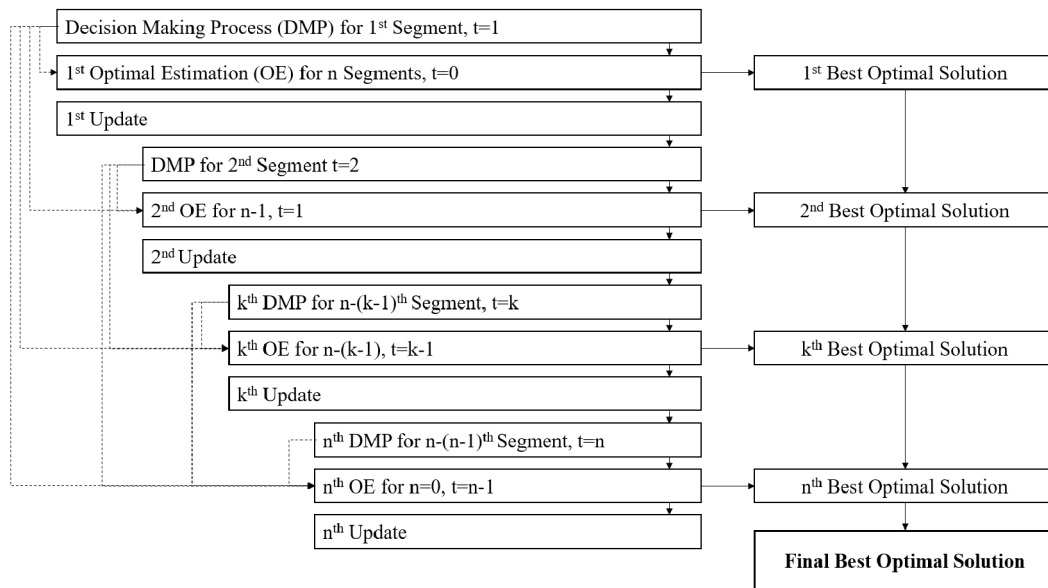 Decision Making Process (DMP) for 1st Segment, t=1
1st Optimal Estimation (OE) for n Segments, t=0
1st Best Optimal Solution
1st Update
DMP for 2nd Segment t=2
2nd OE for n-1, t=1
2nd Best Optimal Solution
2nd Update
kth DMP for n-(k-1)th Segment, t=k
kth OE for n-(k-1), t=k-1
kth Best Optimal Solution
kth Update
nth DMP for n-(n-1)th Segment, t=n
nth OE for n=0, t=n-1
nth Best Optimal Solution
nth Update
Final Best Optimal Solution